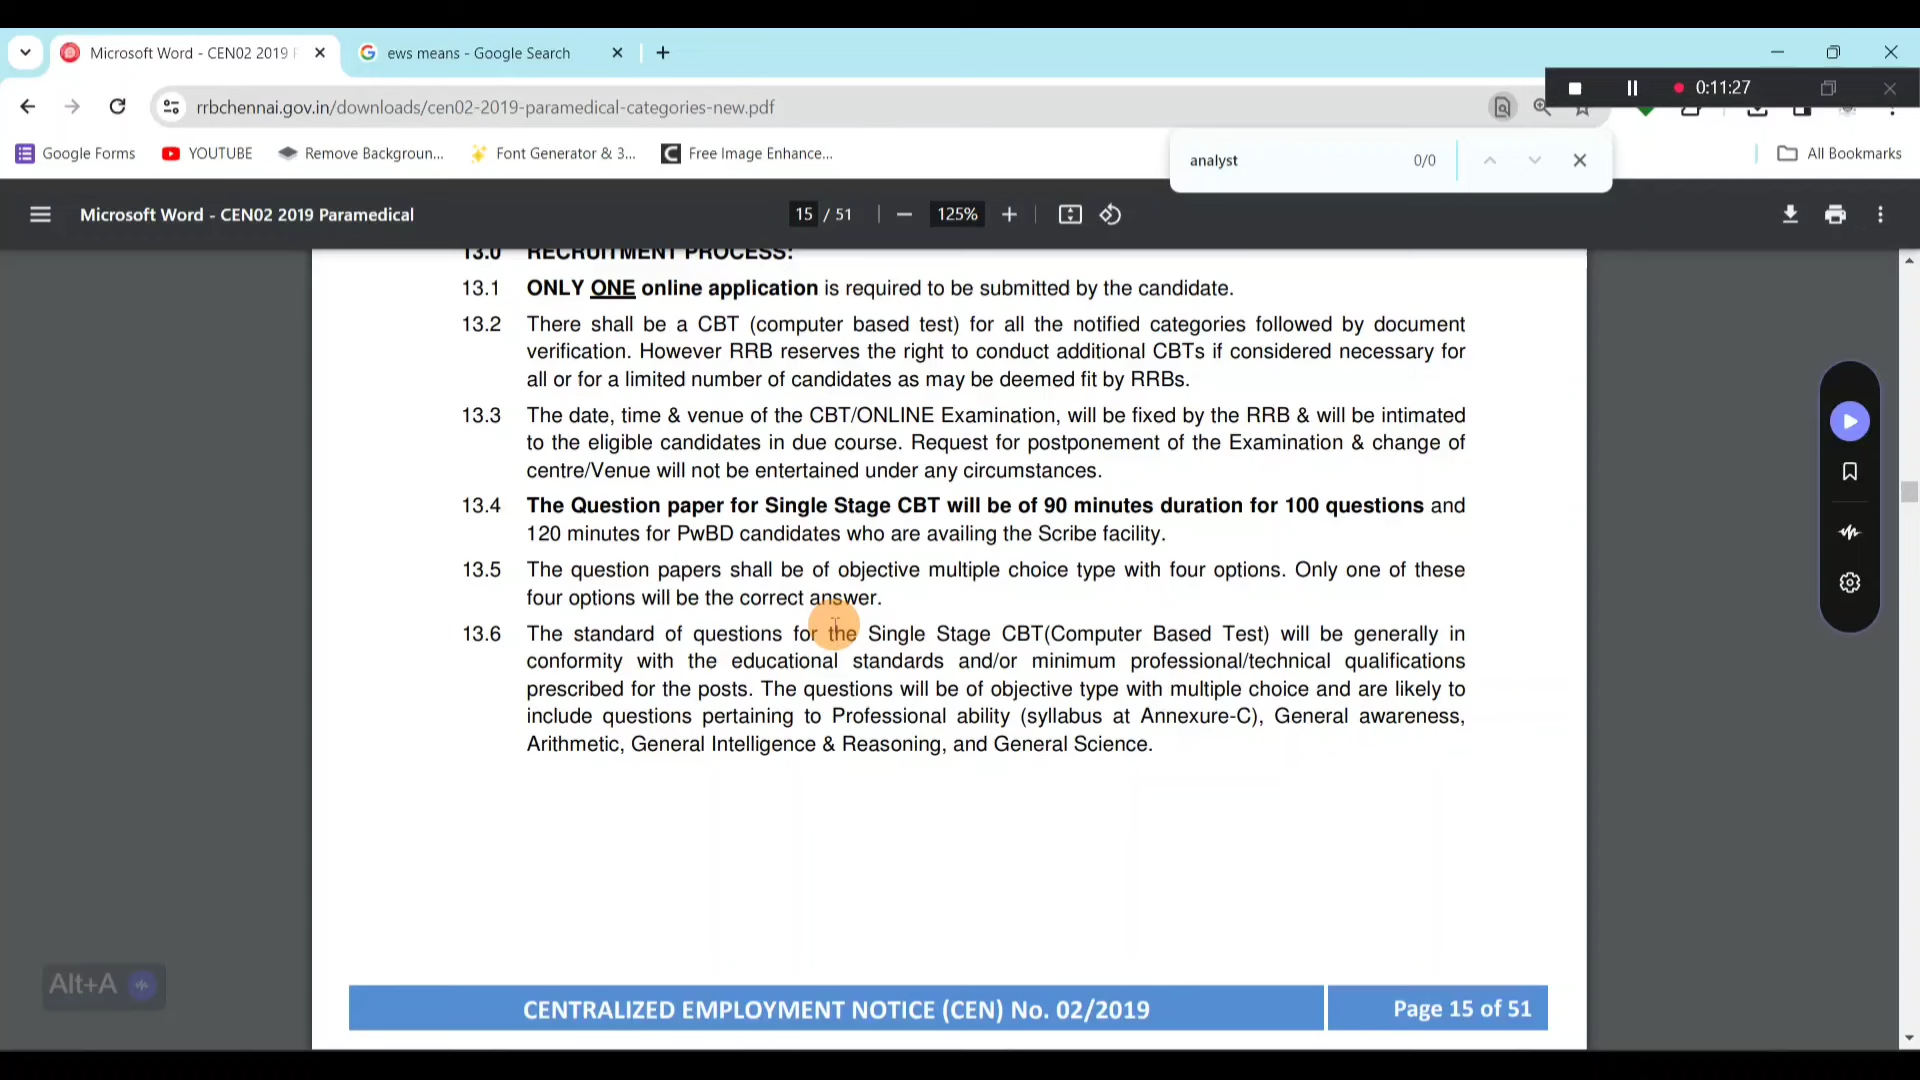 Microsoft Word - CEN02 2019 P
ews means - Google Search
rrbchennai.gov.in/downloads/cen02-2019-paramedical-categories-new.pdf
0:11:27
Google Forms
YOUTUBE
Remove Backgroun...
Font Generator & 3...
Free Image Enhance...
analyst
0/0
All Bookmarks
Microsoft Word - CEN02 2019 Paramedical
15 / 51
125%
13.0 RECRUITMENT PROCESS:
13.1 ONLY ONE online application is required to be submitted by the candidate.
13.2 There shall be a CBT (computer based test) for all the notified categories followed by document
verification. However RRB reserves the right to conduct additional CBTs if considered necessary for
all or for a limited number of candidates as may be deemed fit by RRBs.
13.3 The date, time & venue of the CBT/ONLINE Examination, will be fixed by the RRB & will be intimated
to the eligible candidates in due course. Request for postponement of the Examination & change of
centre/Venue will not be entertained under any circumstances.
13.4 The Question paper for Single Stage CBT will be of 90 minutes duration for 100 questions and
120 minutes for PwBD candidates who are availing the Scribe facility.
13.5 The question papers shall be of objective multiple choice type with four options. Only one of these
four options will be the correct answer.
13.6 The standard of questions for the Single Stage CBT(Computer Based Test) will be generally in
conformity with the educational standards and/or minimum professional/technical qualifications
prescribed for the posts. The questions will be of objective type with multiple choice and are likely to
include questions pertaining to Professional ability (syllabus at Annexure-C), General awareness,
Arithmetic, General Intelligence & Reasoning, and General Science.
Alt+A
CENTRALIZED EMPLOYMENT NOTICE (CEN) No. 02/2019
Page 15 of 51